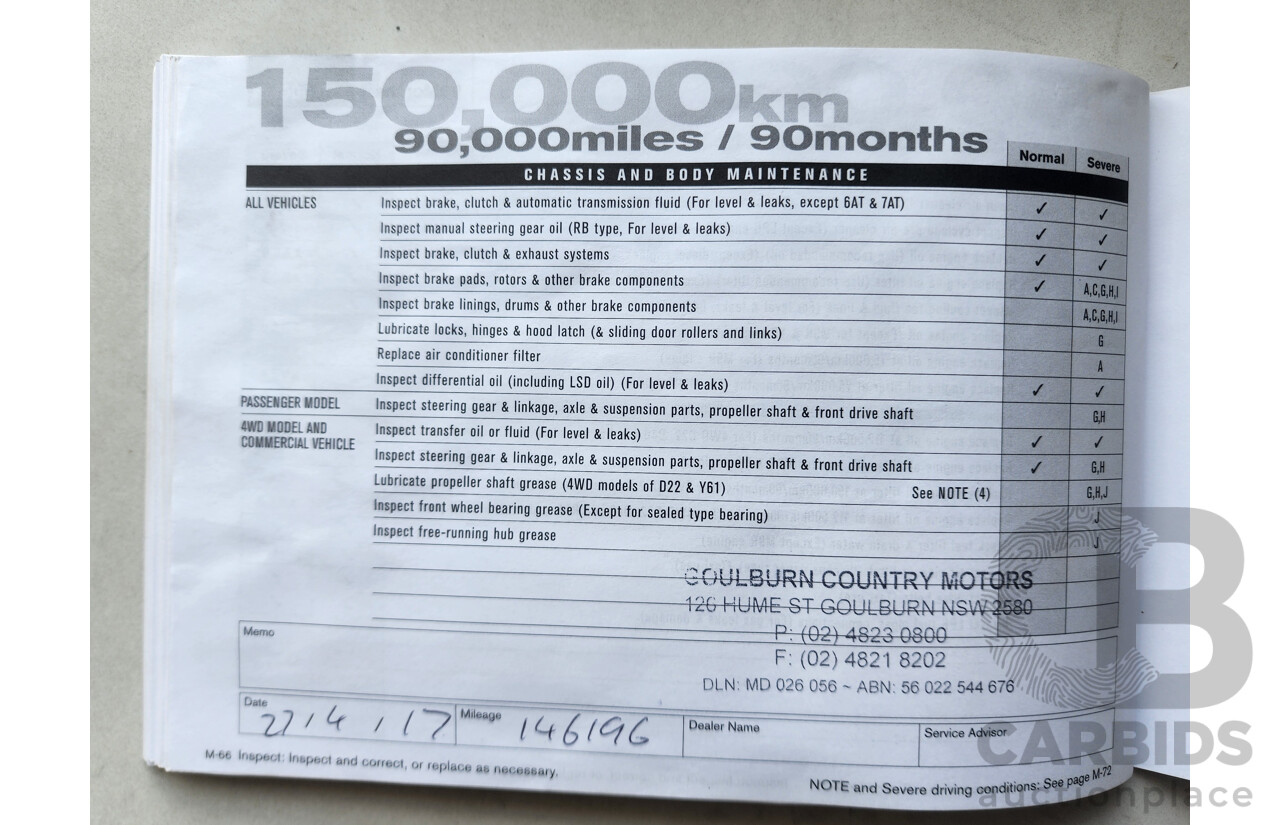 150,000km
90,000miles / 90months
Normal Severe
CHASSIS AND BODY MAINTENANCE
ALL VEHICLES Inspect brake, clutch & automatic transmission fluid (For level & leaks, except 6AT & 7AT) ✓ ✓
Inspect manual steering gear oil (RB type, For level & leaks) ✓ ✓
Inspect brake, clutch & exhaust systems ✓ ✓
Inspect brake pads, rotors & other brake components ✓ A,C,G,H,I
Inspect brake linings, drums & other brake components A,C,G,H,I
Lubricate locks, hinges & hood latch (& sliding door rollers and links) G
Replace air conditioner filter A
Inspect differential oil (including LSD oil) (For level & leaks) ✓ ✓
PASSENGER MODEL Inspect steering gear & linkage, axle & suspension parts, propeller shaft & front drive shaft G,H
4WD MODEL AND COMMERCIAL VEHICLE Inspect transfer oil or fluid (For level & leaks) ✓ ✓
Inspect steering gear & linkage, axle & suspension parts, propeller shaft & front drive shaft ✓ G,H
Lubricate propeller shaft grease (4WD models of D22 & Y61) See NOTE (4) G,H,J
Inspect front wheel bearing grease (Except for sealed type bearing) J
Inspect free-running hub grease J
GOULBURN COUNTRY MOTORS
126 HUME ST GOULBURN NSW 2580
P: (02) 4823 0800
F: (02) 4821 8202
DLN: MD 026 056 ~ ABN: 56 022 544 676
Memo
Date 27/4/17 Mileage 146196 Dealer Name Service Advisor
M-66 Inspect: Inspect and correct, or replace as necessary.
NOTE and Severe driving conditions: See page M-72
CARBIDS
auctionplace